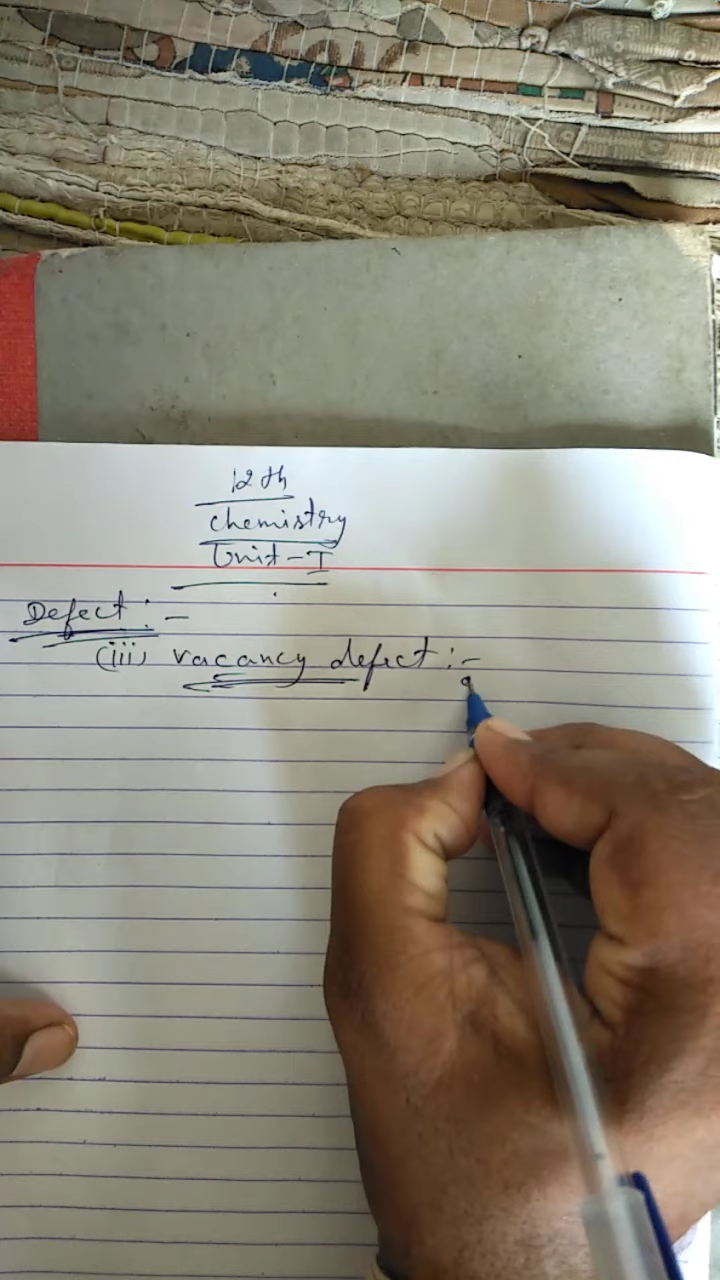 12th
chemistry
Unit - I
Defect :-
(iii) vacancy defect :-